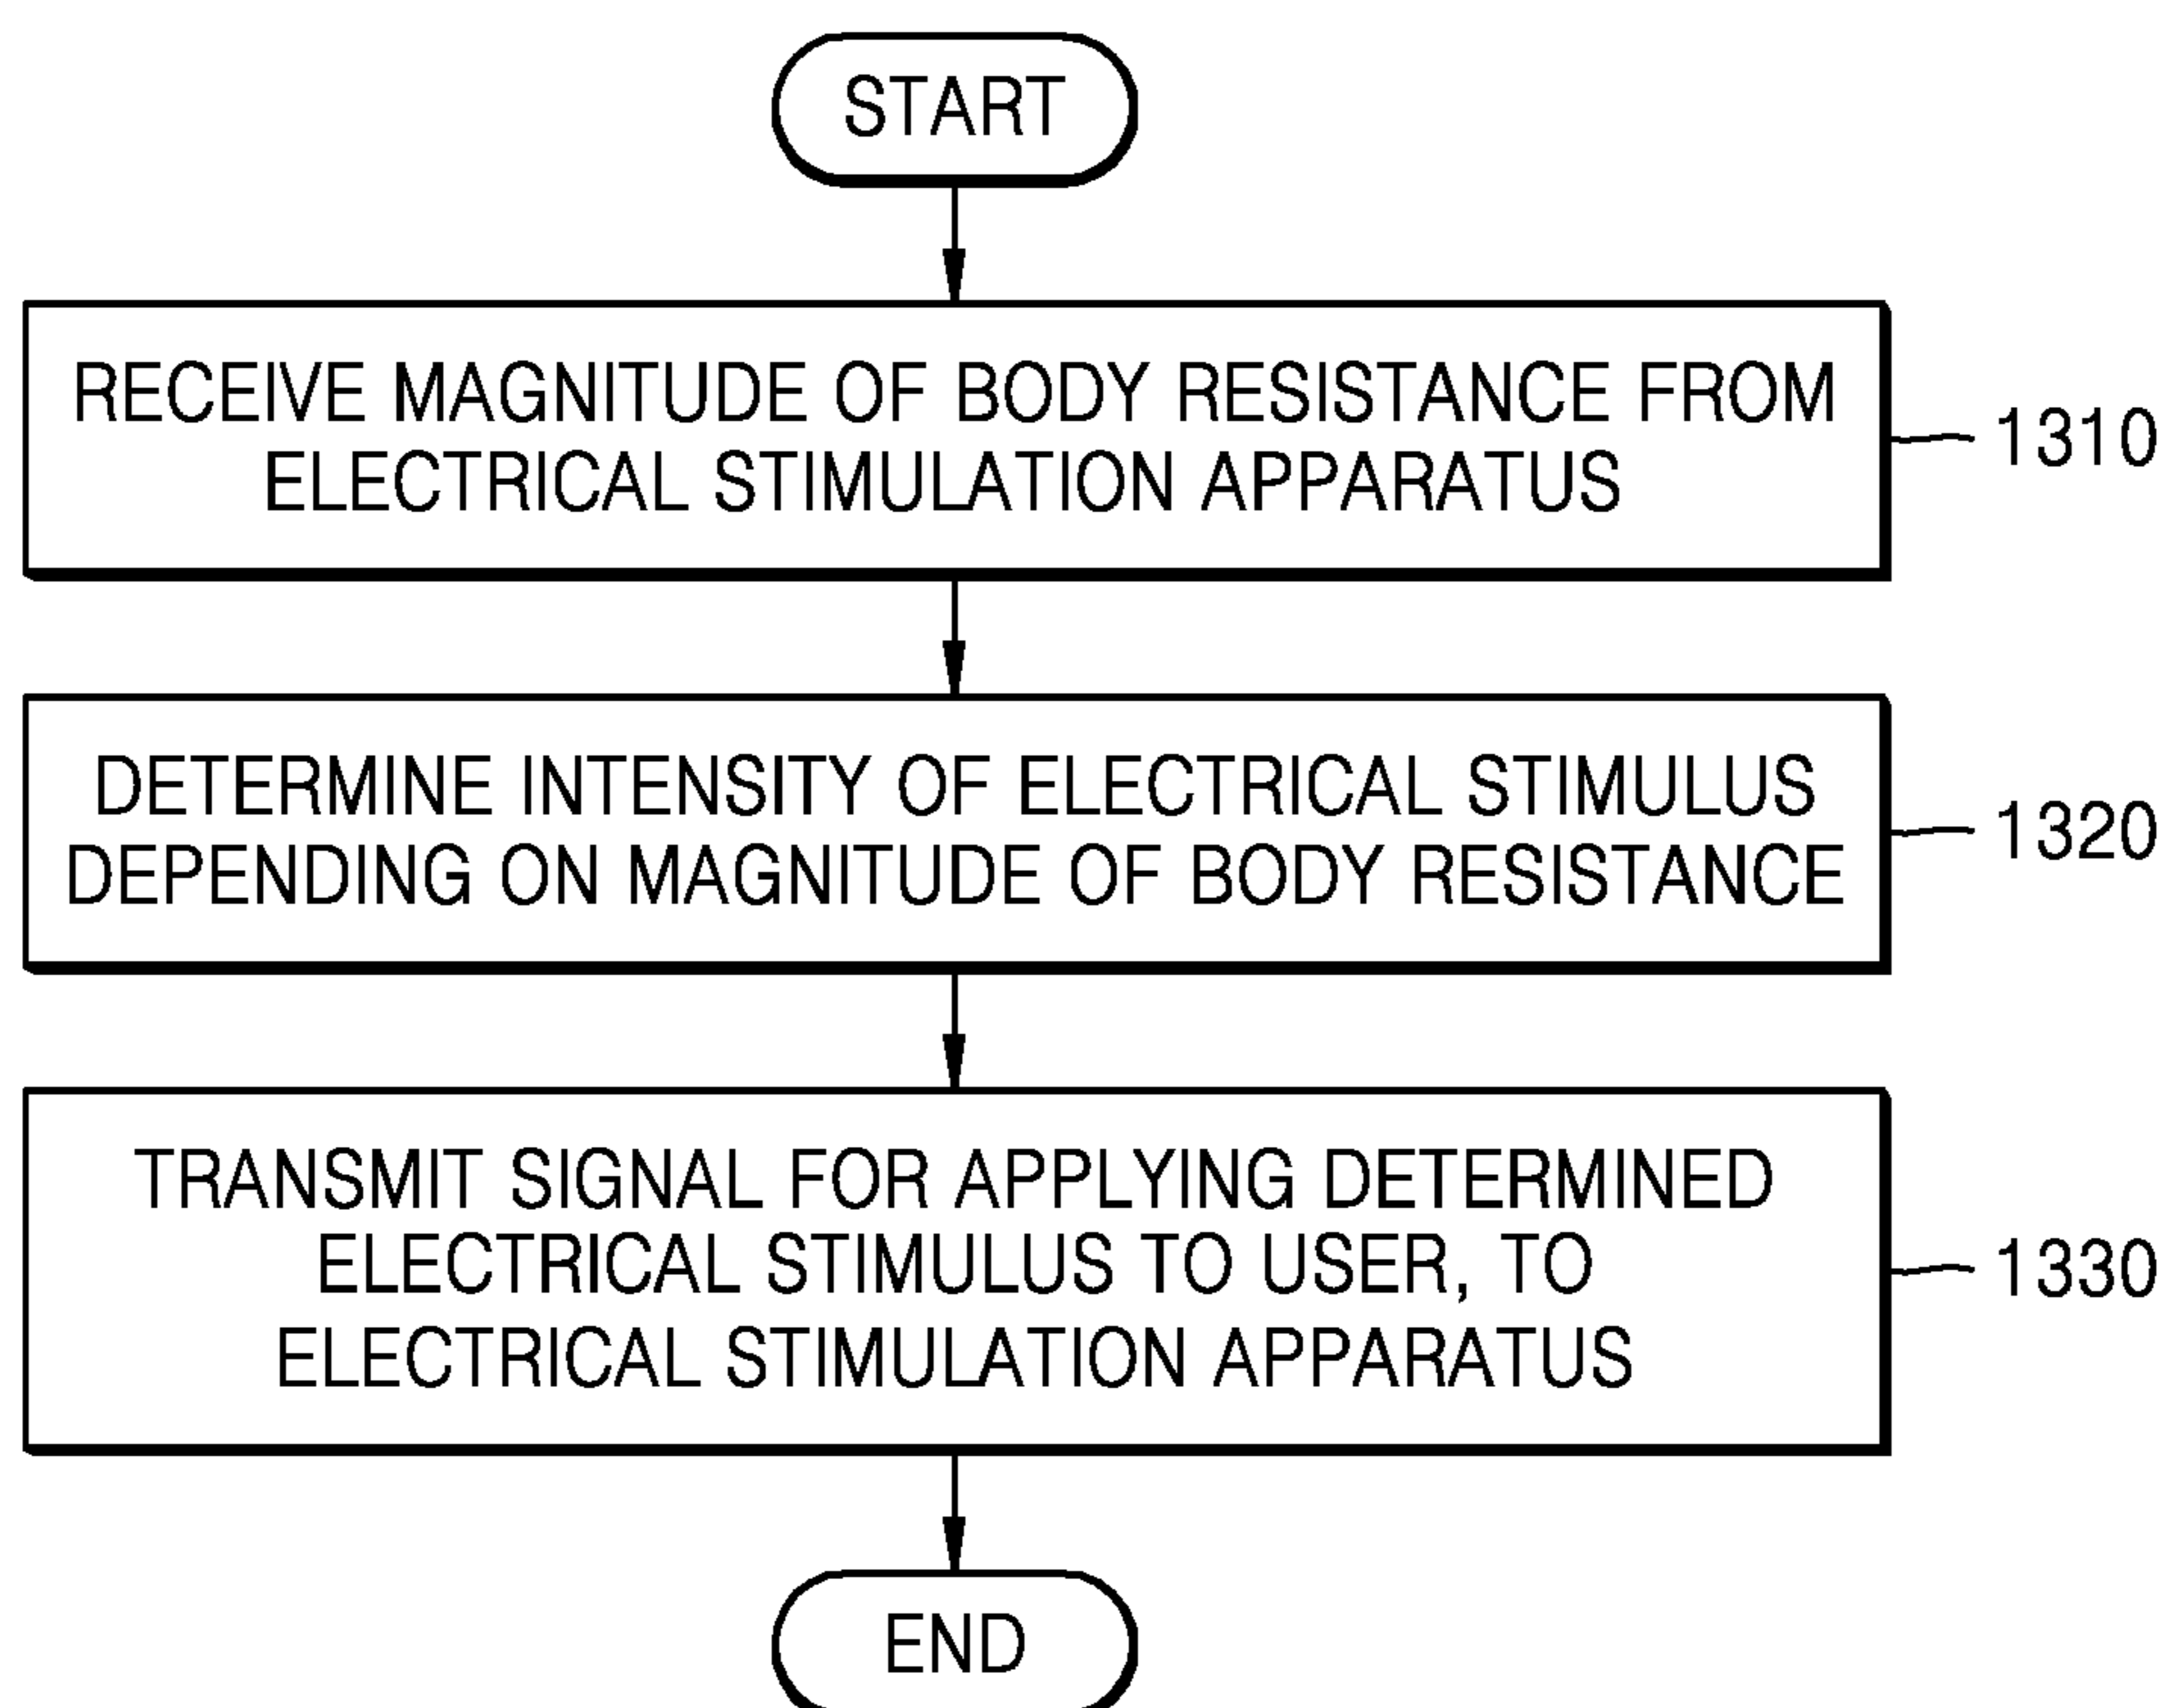 START
RECEIVE MAGNITUDE OF BODY RESISTANCE FROM
ELECTRICAL STIMULATION APPARATUS
1310
DETERMINE INTENSITY OF ELECTRICAL STIMULUS
DEPENDING ON MAGNITUDE OF BODY RESISTANCE
1320
TRANSMIT SIGNAL FOR APPLYING DETERMINED
ELECTRICAL STIMULUS TO USER, TO
ELECTRICAL STIMULATION APPARATUS
1330
END